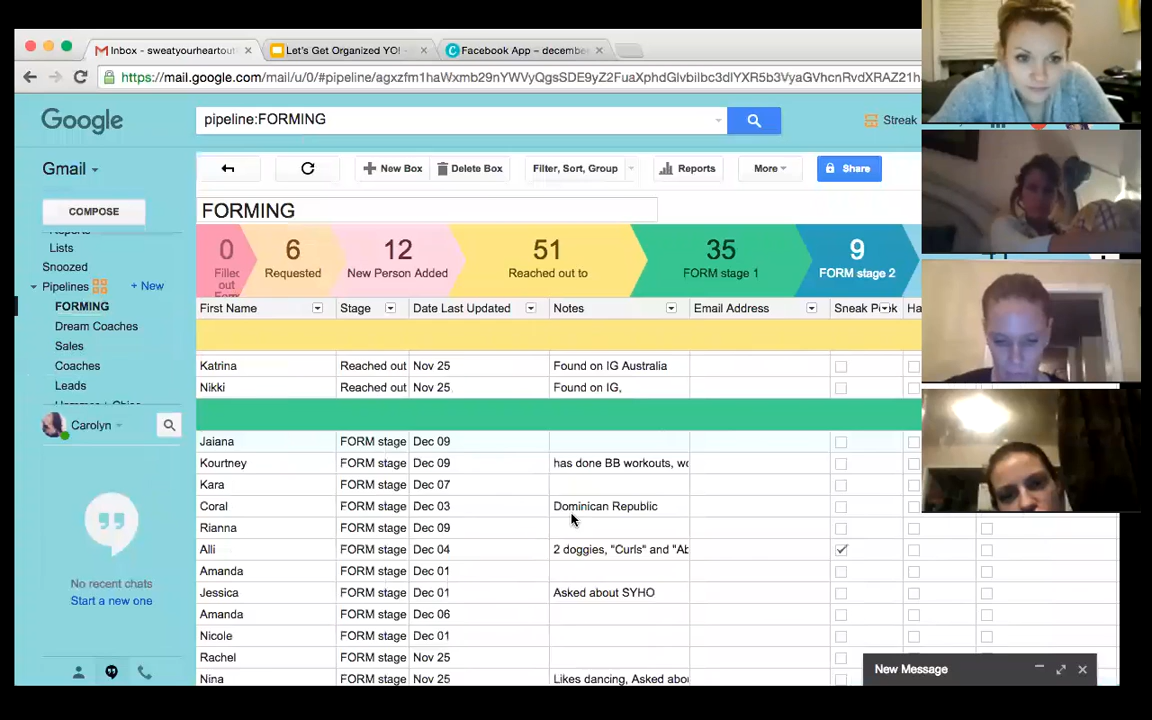 Inbox - sweatyourheartout
Let's Get Organized YO!
Facebook App – decembe
Google
pipeline:FORMING
Streak
Gmail
New Box
Delete Box
Filter, Sort, Group
Reports
More
Share
COMPOSE
FORMING
Lists
Snoozed
Pipelines
+ New
FORMING
Dream Coaches
Sales
Coaches
Leads
Carolyn
No recent chats
Start a new one
0
6
12
51
35
9
Filled out Form
Requested
New Person Added
Reached out to
FORM stage 1
FORM stage 2
First Name Stage Date Last Updated Notes Email Address Ha
Katrina Reached out Nov 25 Found on IG Australia
Nikki Reached out Nov 25 Found on IG,
Jaiana FORM stage Dec 09
Kourtney FORM stage Dec 09 has done BB workouts, wo
Kara FORM stage Dec 07
Coral FORM stage Dec 03 Dominican Republic
Rianna FORM stage Dec 09
Alli FORM stage Dec 04 2 doggies, "Curls" and "Ab
Amanda FORM stage Dec 01
Jessica FORM stage Dec 01 Asked about SYHO
Amanda FORM stage Dec 06
Nicole FORM stage Dec 01
Rachel FORM stage Nov 25
Nina FORM stage Nov 25 Likes dancing, Asked abou
New Message